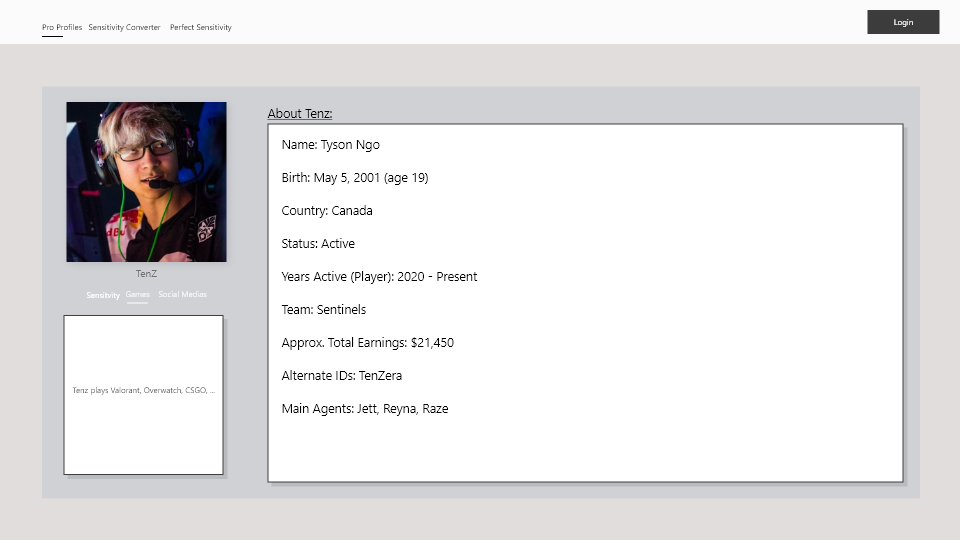 Pro Profiles Sensitivity Converter Perfect Sensitivity
Login
About Tenz:
Name: Tyson Ngo
Birth: May 5, 2001 (age 19)
Country: Canada
Status: Active
Years Active (Player): 2020 - Present
Team: Sentinels
Approx. Total Earnings: $21,450
Alternate IDs: TenZera
Main Agents: Jett, Reyna, Raze
TenZ
Sensitvity Games Social Medias
Tenz plays Valorant, Overwatch, CSGO, ...